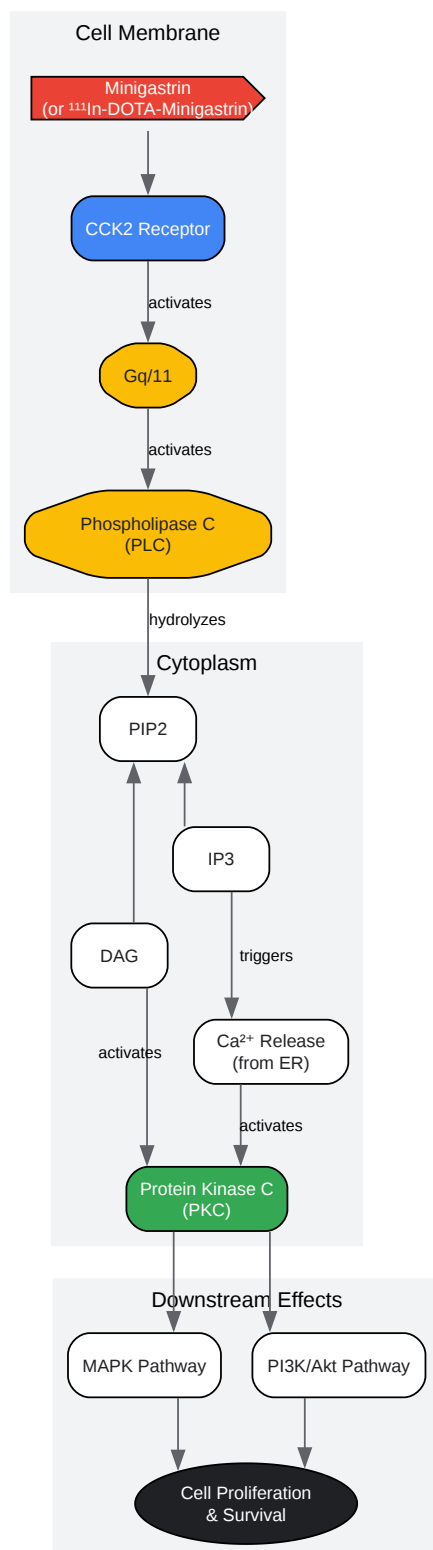 Cell Membrane
Minigastrin
(or ¹¹¹In-DOTA-Minigastrin)
CCK2 Receptor
activates
Gq/11
activates
Phospholipase C
(PLC)
hydrolyzes
Cytoplasm
PIP2
IP3
DAG
triggers
Ca²⁺ Release
(from ER)
activates
activates
Protein Kinase C
(PKC)
Downstream Effects
MAPK Pathway
PI3K/Akt Pathway
Cell Proliferation
& Survival